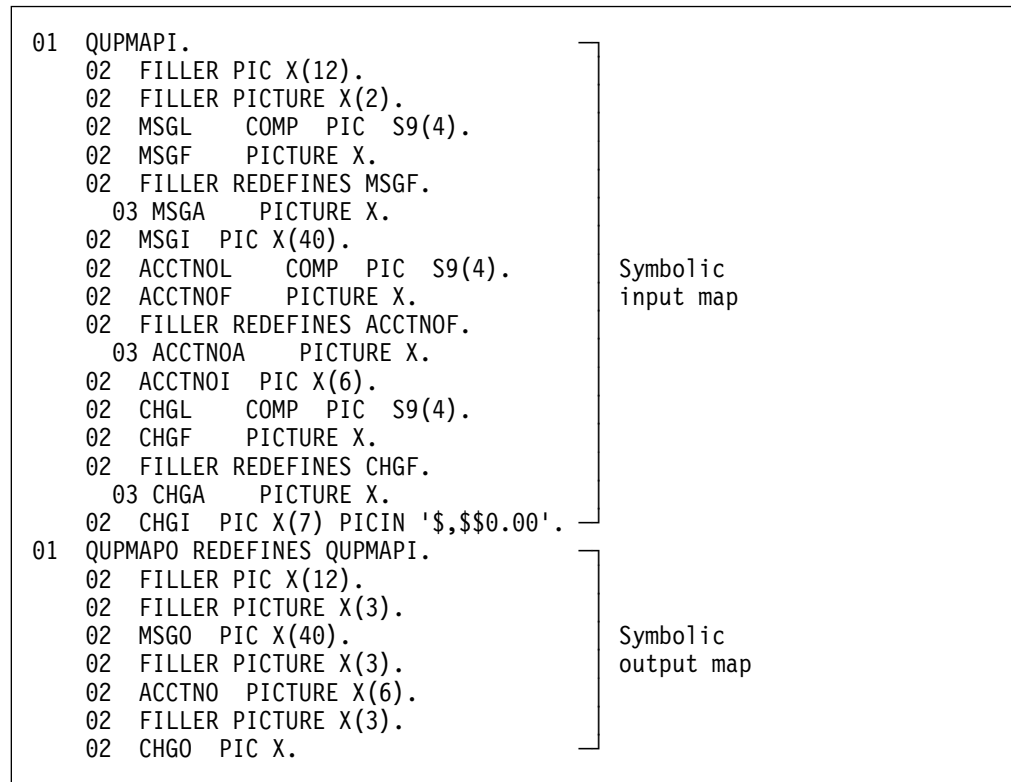 01  QUPMAPI.
    02  FILLER PIC X(12).
    02  FILLER PICTURE X(2).
    02  MSGL    COMP  PIC  S9(4).
    02  MSGF    PICTURE X.
    02  FILLER REDEFINES MSGF.
      03 MSGA    PICTURE X.
    02  MSGI  PIC X(40).
    02  ACCTNOL    COMP  PIC  S9(4).
    02  ACCTNOF    PICTURE X.
    02  FILLER REDEFINES ACCTNOF.
      03 ACCTNOA    PICTURE X.
    02  ACCTNOI  PIC X(6).
    02  CHGL    COMP  PIC  S9(4).
    02  CHGF    PICTURE X.
    02  FILLER REDEFINES CHGF.
      03 CHGA    PICTURE X.
    02  CHGI  PIC X(7) PICIN '$,$$0.00'.
Symbolic
input map
01  QUPMAPO REDEFINES QUPMAPI.
    02  FILLER PIC X(12).
    02  FILLER PICTURE X(3).
    02  MSGO  PIC X(40).
    02  FILLER PICTURE X(3).
    02  ACCTNO  PICTURE X(6).
    02  FILLER PICTURE X(3).
    02  CHGO  PIC X.
Symbolic
output map